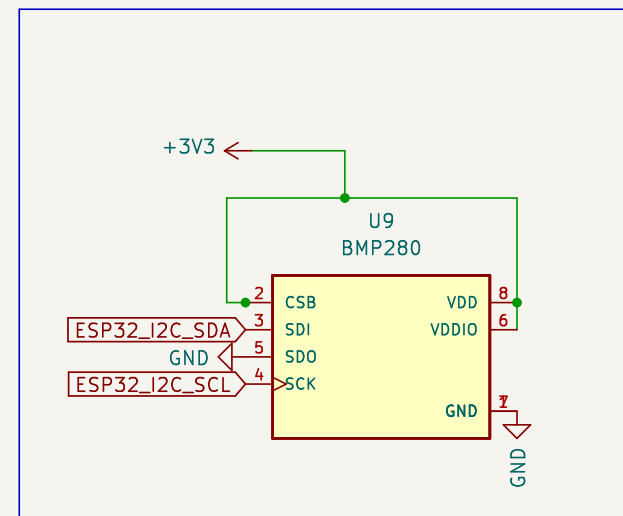 +3V3
U9
BMP280
2 CSB VDD 8
ESP32_I2C_SDA 3 SDI VDDIO 6
GND 5 SDO
ESP32_I2C_SCL 4 SCK
GND
GND